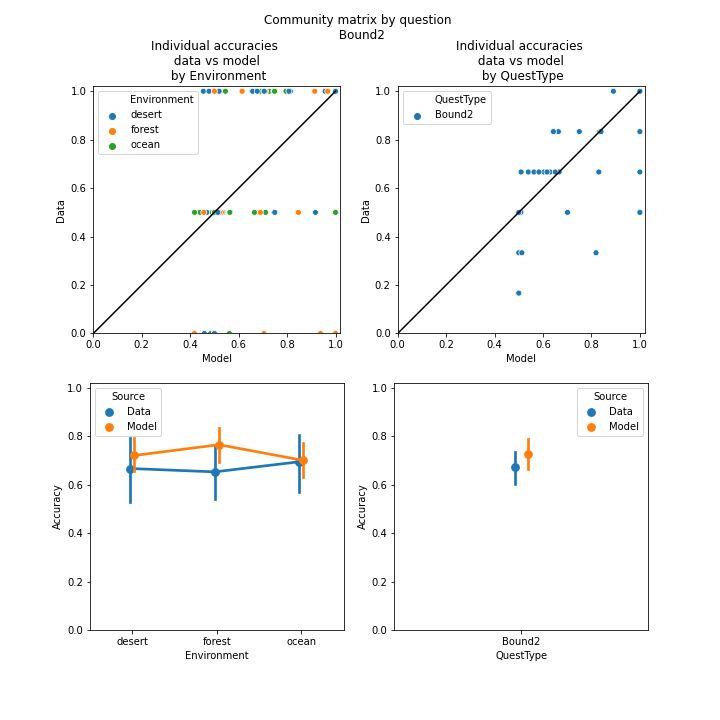 Community matrix by question
Bound2
Individual accuracies
data vs model
by Environment
1.0
0.8
0.6
0.4
0.2
0.0
Data
Environment
desert
forest
ocean
0.0 0.2 0.4 0.6 0.8 1.0
Model
Individual accuracies
data vs model
by QuestType
1.0
0.8
0.6
0.4
0.2
0.0
Data
QuestType
Bound2
0.0 0.2 0.4 0.6 0.8 1.0
Model
1.0
0.8
0.6
0.4
0.2
0.0
Accuracy
Source
Data
Model
desert forest ocean
Environment
1.0
0.8
0.6
0.4
0.2
0.0
Accuracy
Source
Data
Model
Bound2
QuestType